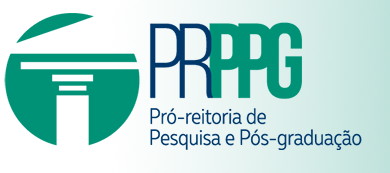 PRPPG
Pró-reitoria de
Pesquisa e Pós-graduação